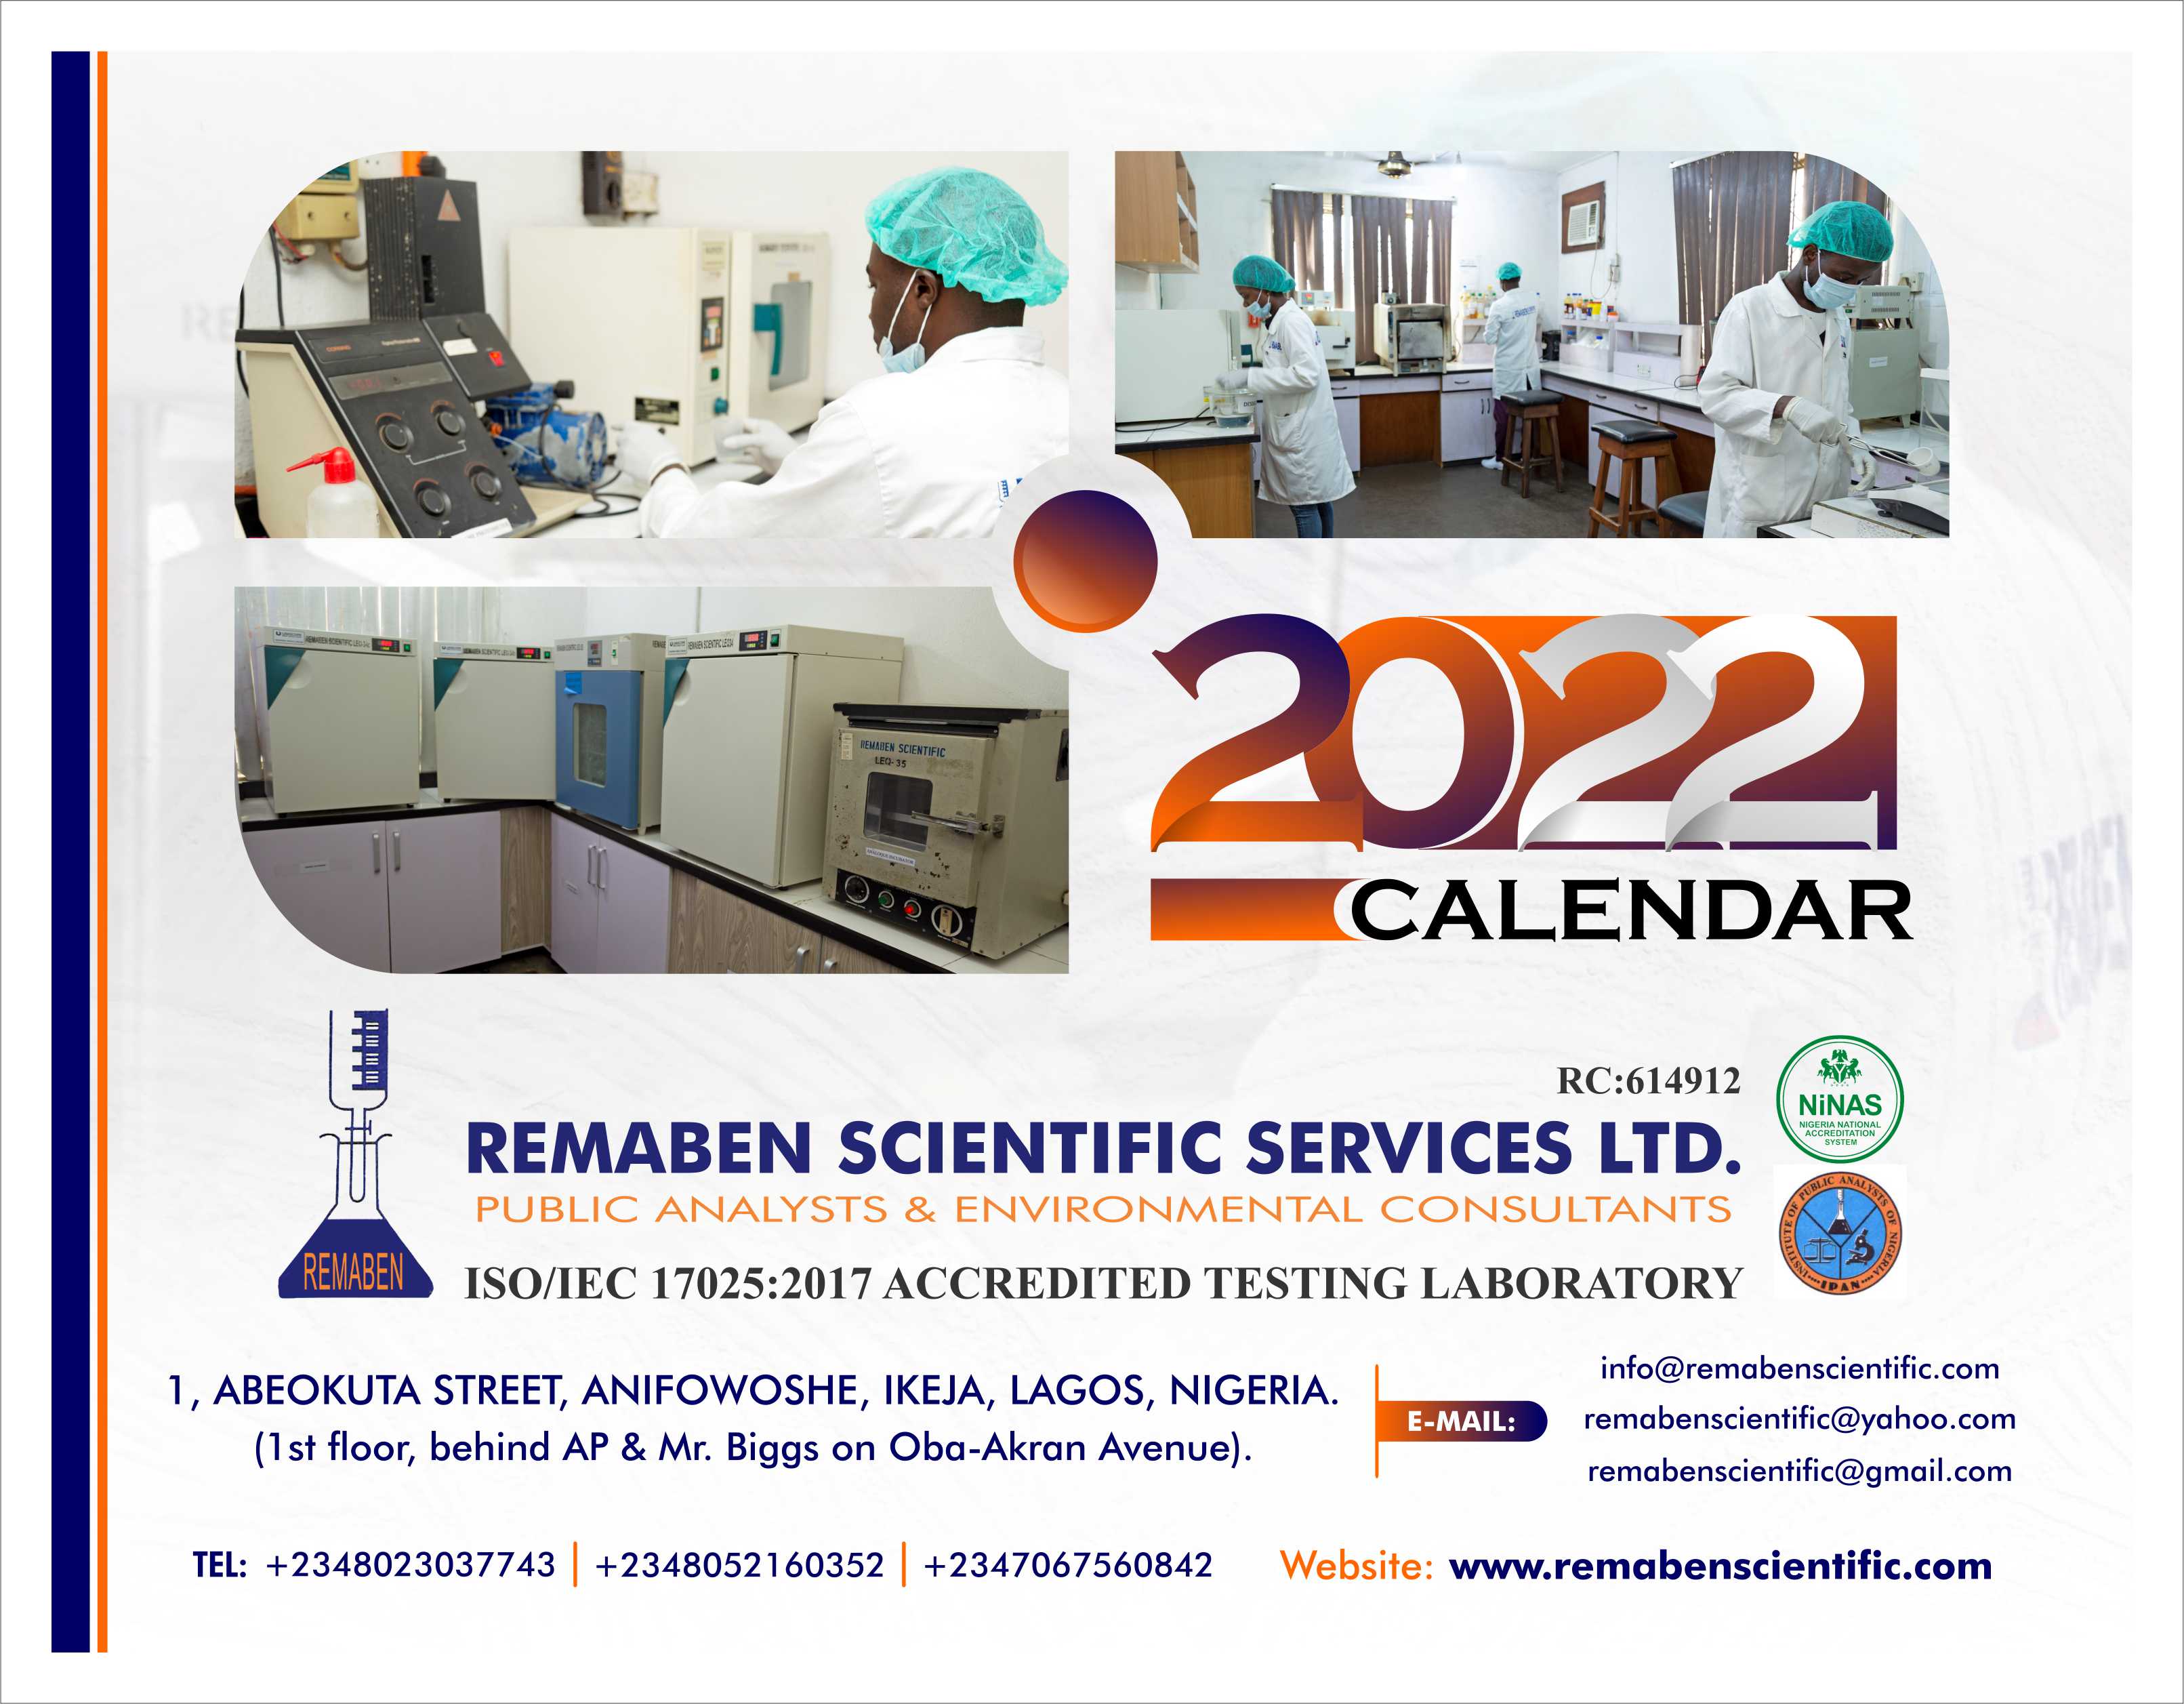 REMABEN SCIENTIFIC
LEQ-35
2022
CALENDAR
RC:614912
NiNAS
NIGERIA NATIONAL
ACCREDITATION
SYSTEM
REMABEN SCIENTIFIC SERVICES LTD.
PUBLIC ANALYSTS & ENVIRONMENTAL CONSULTANTS
INSTITUTE OF PUBLIC ANALYSTS OF NIGERIA
IPAN
REMABEN
ISO/IEC 17025:2017 ACCREDITED TESTING LABORATORY
1, ABEOKUTA STREET, ANIFOWOSHE, IKEJA, LAGOS, NIGERIA.
(1st floor, behind AP & Mr. Biggs on Oba-Akran Avenue).
E-MAIL:
info@remabenscientific.com
remabenscientific@yahoo.com
remabenscientific@gmail.com
TEL: +2348023037743 | +2348052160352 | +2347067560842
Website: www.remabenscientific.com